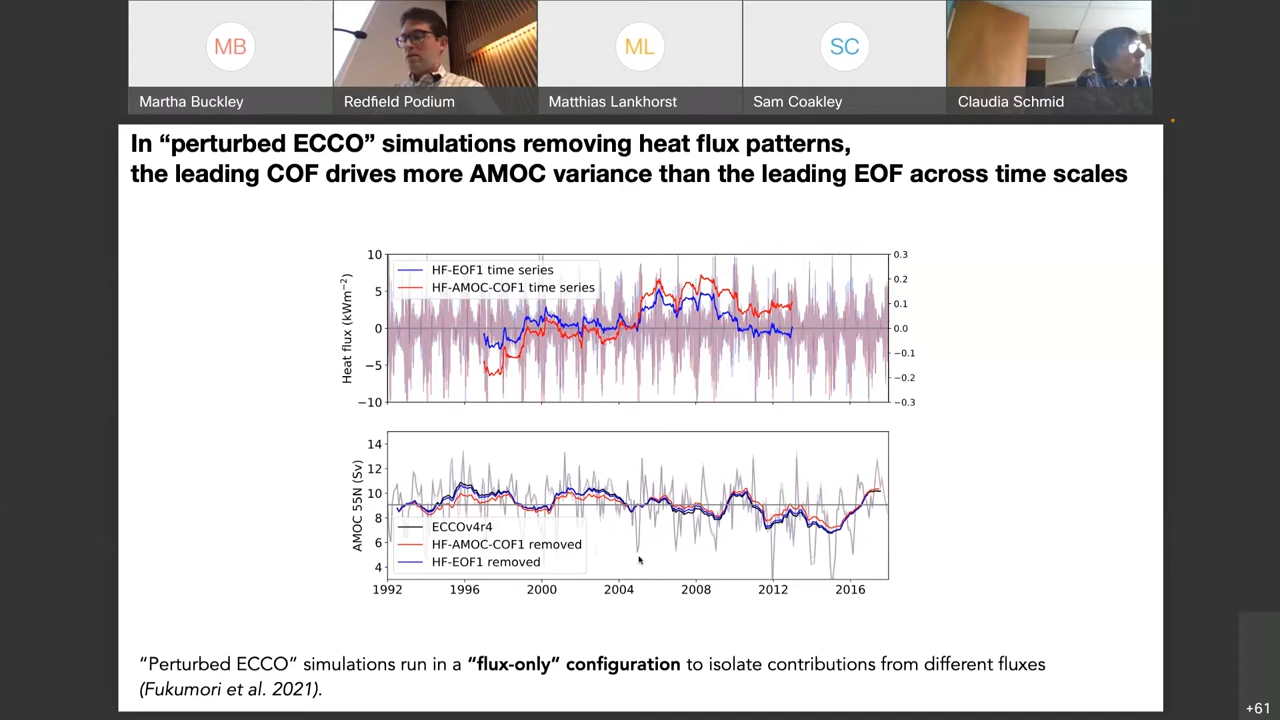 MB
ML
SC
Martha Buckley
Redfield Podium
Matthias Lankhorst
Sam Coakley
Claudia Schmid
In “perturbed ECCO” simulations removing heat flux patterns,
the leading COF drives more AMOC variance than the leading EOF across time scales
Heat flux (kWm⁻²)
10
5
0
−5
−10
HF-EOF1 time series
HF-AMOC-COF1 time series
0.3
0.2
0.1
0.0
−0.1
−0.2
−0.3
AMOC 55N (Sv)
14
12
10
8
6
4
ECCOv4r4
HF-AMOC-COF1 removed
HF-EOF1 removed
1992 1996 2000 2004 2008 2012 2016
“Perturbed ECCO” simulations run in a “flux-only” configuration to isolate contributions from different fluxes
(Fukumori et al. 2021).
+61